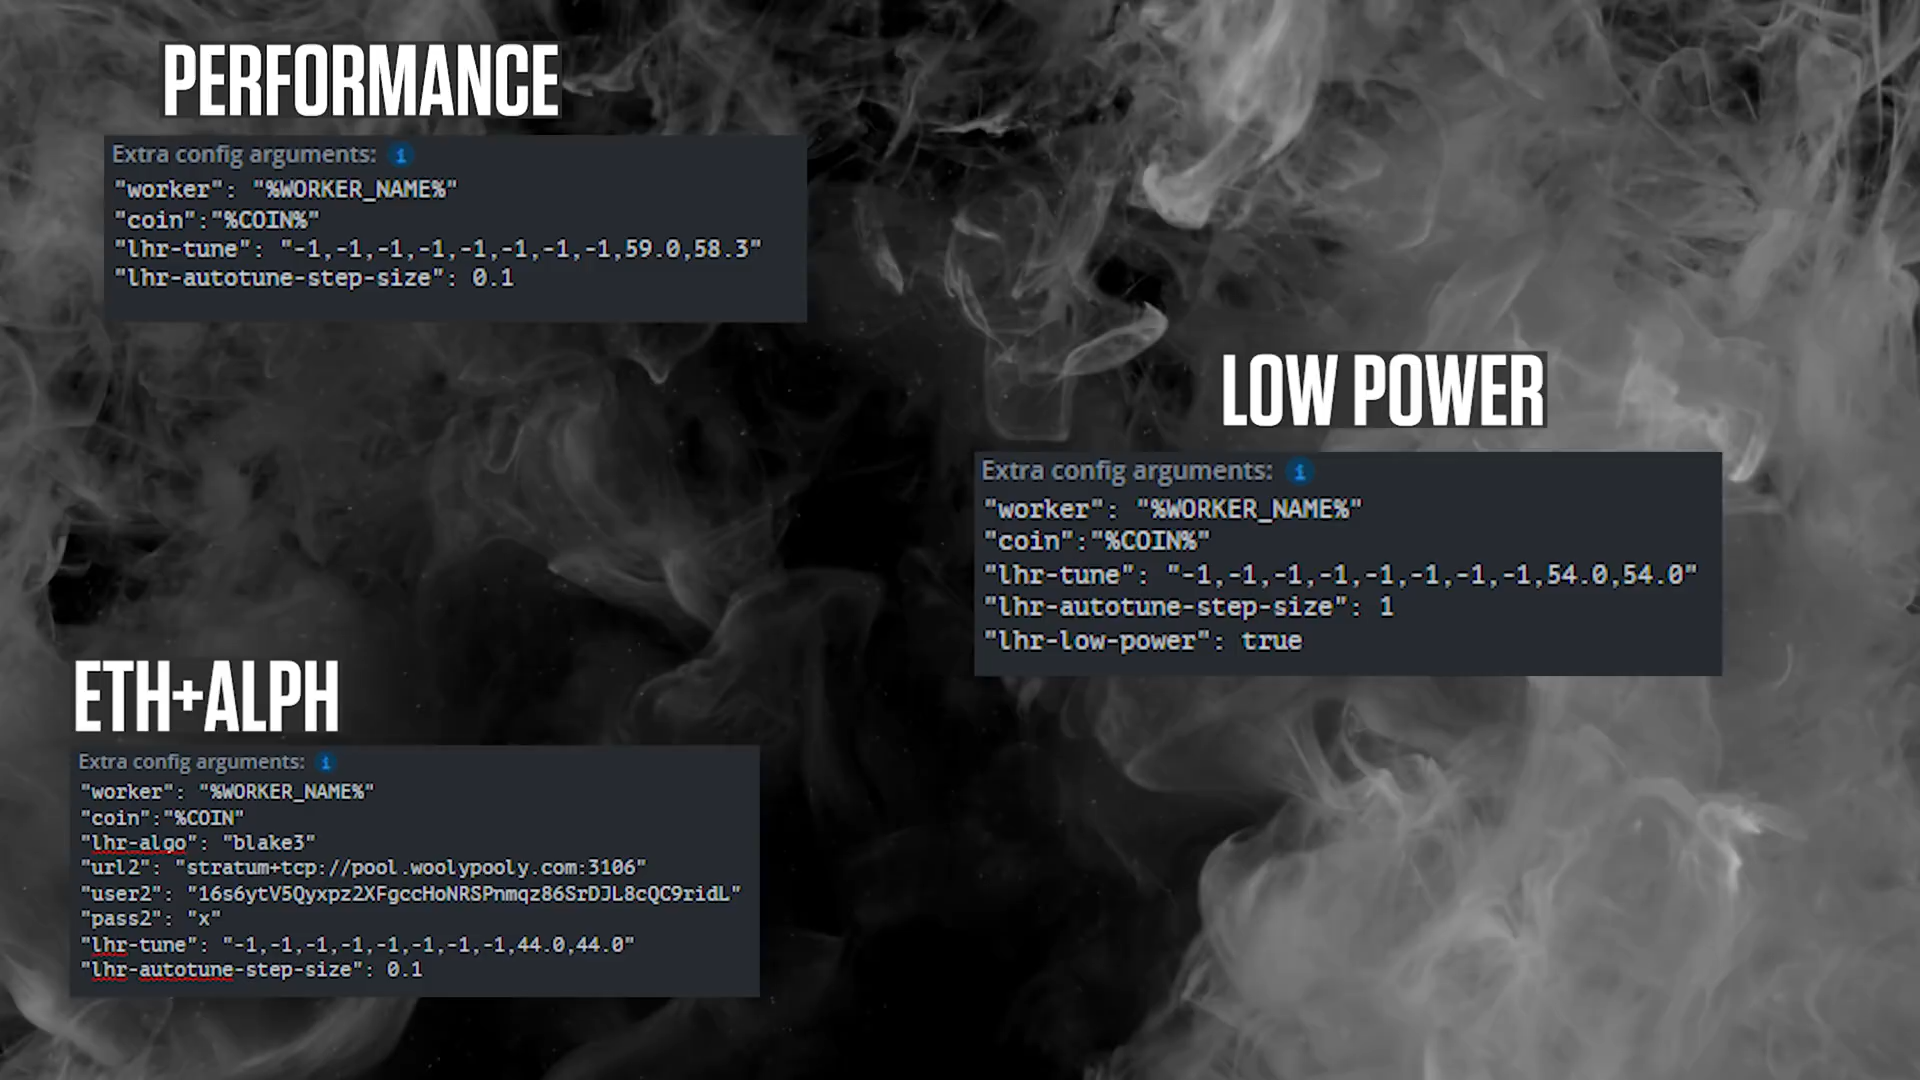 PERFORMANCE
Extra config arguments: i
"worker": "%WORKER_NAME%"
"coin":"%COIN%"
"lhr-tune": "-1,-1,-1,-1,-1,-1,-1,-1,59.0,58.3"
"lhr-autotune-step-size": 0.1
LOW POWER
Extra config arguments: i
"worker": "%WORKER_NAME%"
"coin":"%COIN%"
"lhr-tune": "-1,-1,-1,-1,-1,-1,-1,-1,54.0,54.0"
"lhr-autotune-step-size": 1
"lhr-low-power": true
ETH+ALPH
Extra config arguments: i
"worker": "%WORKER_NAME%"
"coin":"%COIN"
"lhr-algo": "blake3"
"url2": "stratum+tcp://pool.woolypooly.com:3106"
"user2": "16s6ytV5Qyxpz2XFgccHoNRSPnmqz86SrDJL8cQC9ridL"
"pass2": "x"
"lhr-tune": "-1,-1,-1,-1,-1,-1,-1,-1,44.0,44.0"
"lhr-autotune-step-size": 0.1